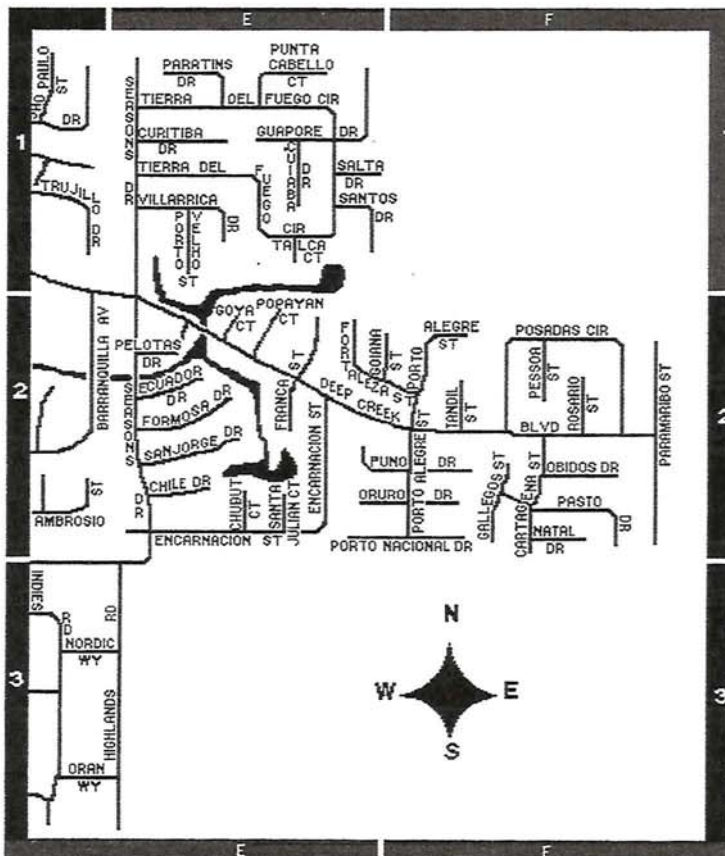 E F
1
SAO PAULO ST
DR
TRUJILLO DR
SEASONS DR
PARATINS DR
PUNTA CABELLO CT
TIERRA DEL FUEGO CIR
CURITIBA DR
GUAPORE DR
CUIABA DR
TIERRA DEL FUEGO CIR
SALTA DR
SANTOS DR
VILLARRICA DR
PORTO VELHO ST
TALCA CT
2
BARRANQUILLA AV
GOYA CT
POPAYAN CT
PELOTAS DR
SEASONS DR
ECUADOR DR
FORMOSA DR
SANJORGE DR
CHILE DR
FRANCA ST
DEEP CREEK BLVD
FORTALEZA ST
GOIANA ST
PORTO ALEGRE ST
TANDIL ST
POSADAS CIR
PESSOA ST
ROSARIO ST
PARAMARIBO ST
2
ST
AMBROSIO
CHUBUT CT
SANTA JULIAN CT
ENCARNACION ST
ENCARNACION ST
PUNO DR
ORURO DR
PORTO ALEGRE ST
PORTO NACIONAL DR
GALLEGOS ST
CARTAGENA ST
OBIDOS DR
PASTO DR
NATAL DR
3
INDIES RD
HIGHLANDS RD
NORDIC WY
ORAN WY
N
W E
S
3
E F